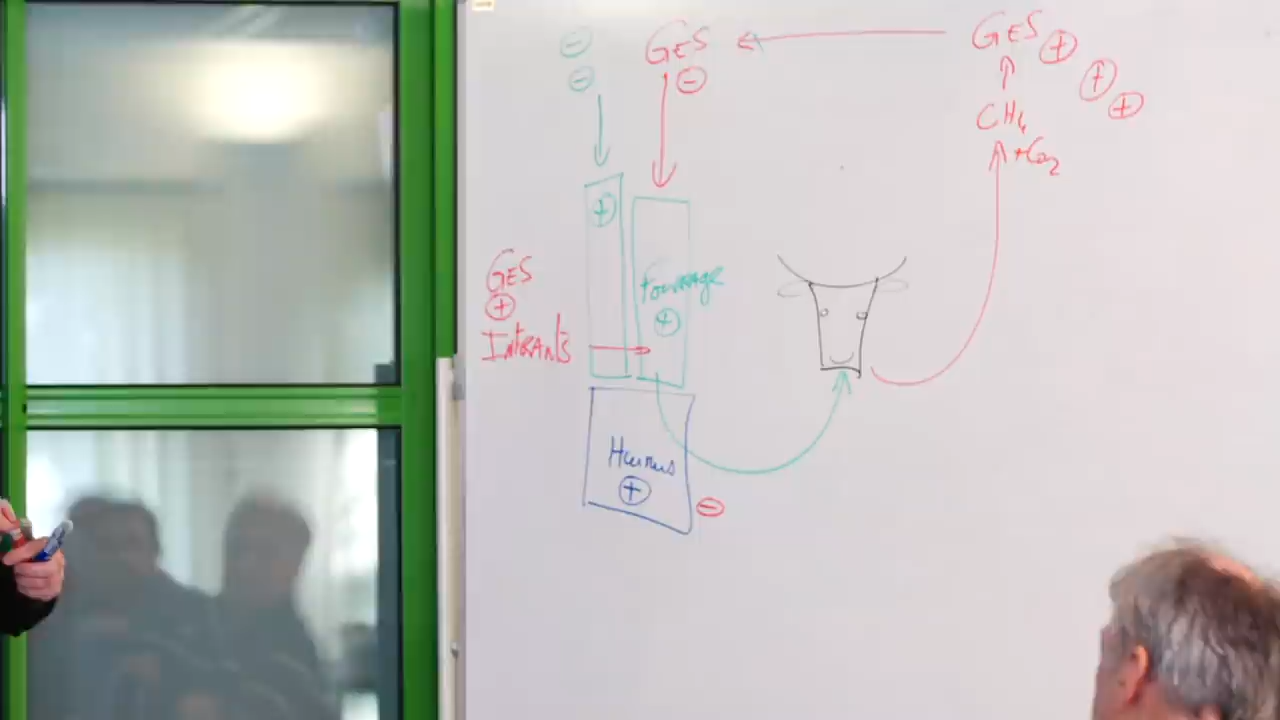 ⊖ GES ⊖
⊖
GES ⊕ ⊕ ⊕
CH4
+CO2
⊕
GES
⊕
INTRANTS
Fourrage
⊕
Humus
⊕
⊖